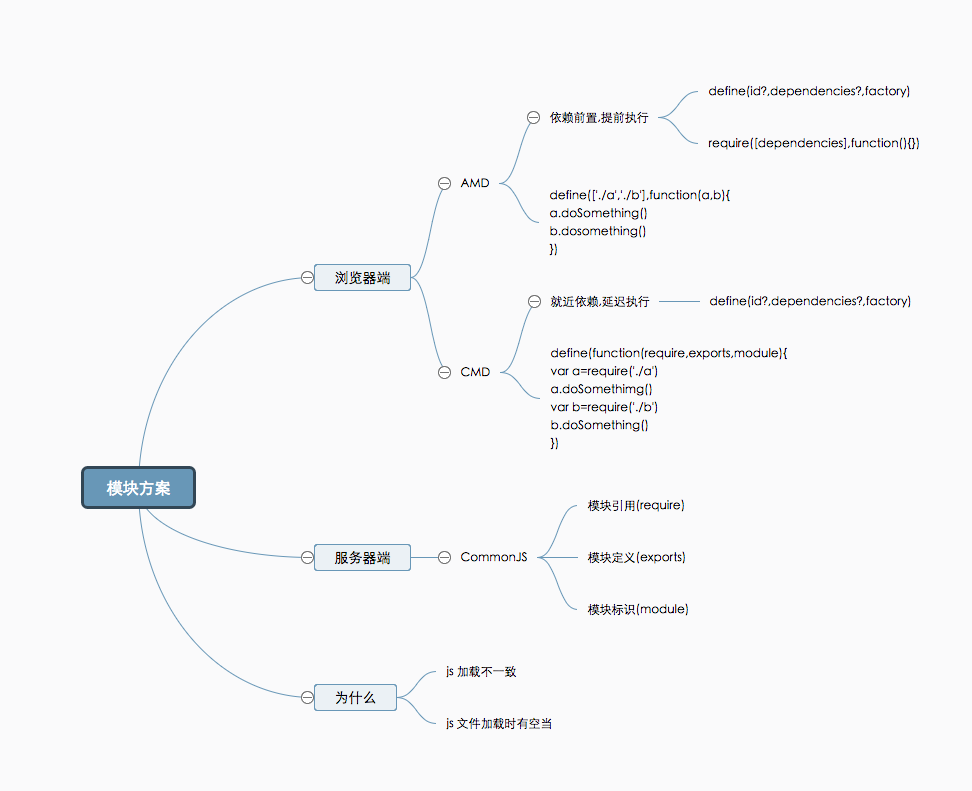 define(id?,dependencies?,factory)
依赖前置,提前执行
require([dependencies],function(){})
AMD
define(['./a','./b'],function(a,b){
a.doSomething()
b.dosomething()
})
浏览器端
就近依赖,延迟执行
define(id?,dependencies?,factory)
define(function(require,exports,module){
var a=require('./a')
a.doSomethimg()
var b=require('./b')
b.doSomething()
})
CMD
模块方案
模块引用(require)
服务器端
CommonJS
模块定义(exports)
模块标识(module)
js 加载不一致
为什么
js 文件加载时有空当